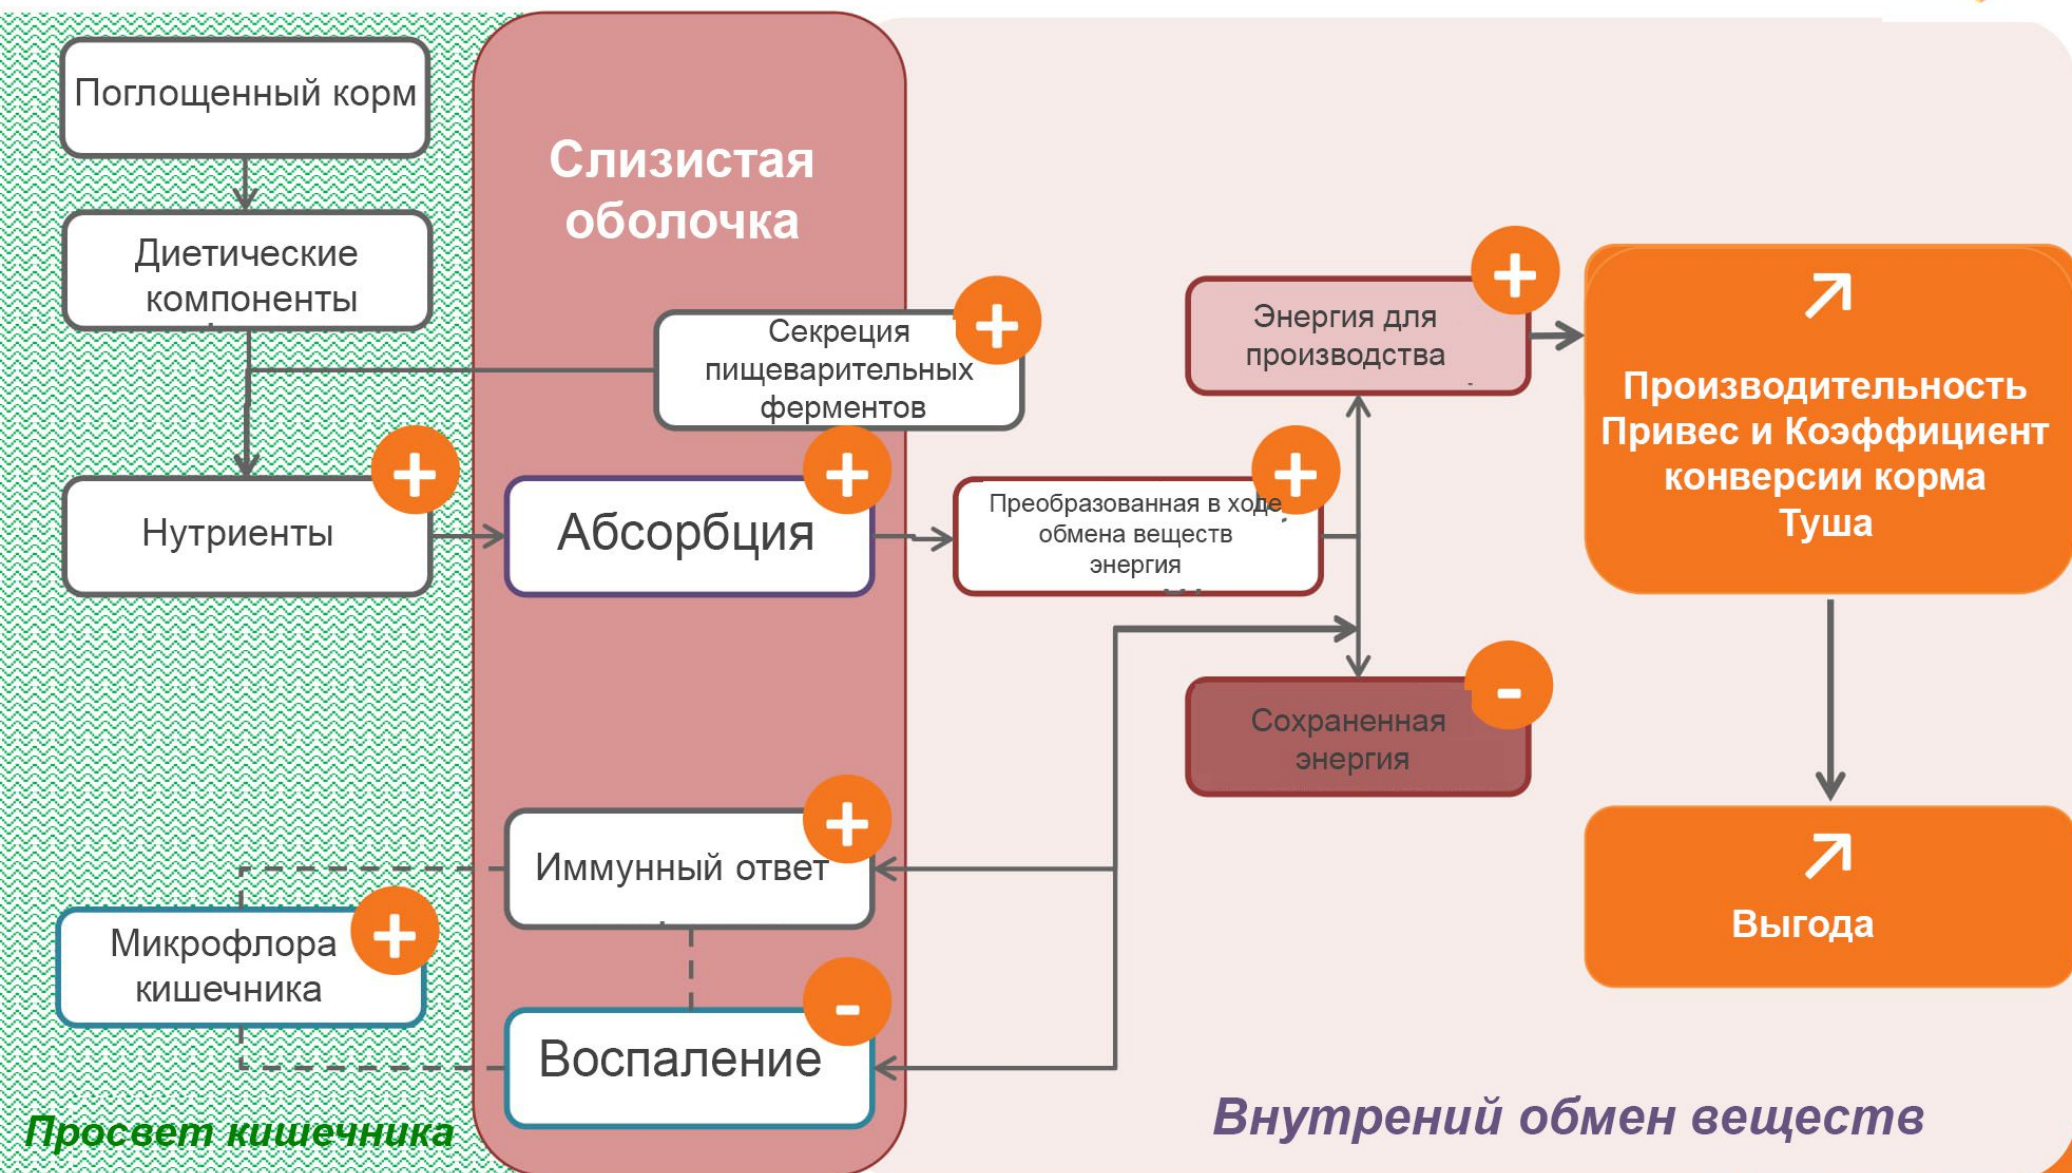 Поглощенный корм
Диетические
компоненты
Слизистая
оболочка
Секреция
пищеварительных
ферментов
+
Нутриенты
+
Абсорбция
+
Преобразованная в ходе
обмена веществ
энергия
+
Энергия для
производства
+
Сохраненная
энергия
-
Производительность
Привес и Коэффициент
конверсии корма
Туша
Выгода
Иммунный ответ
+
Микрофлора
кишечника
+
Воспаление
-
Просвет кишечника
Внутрений обмен веществ